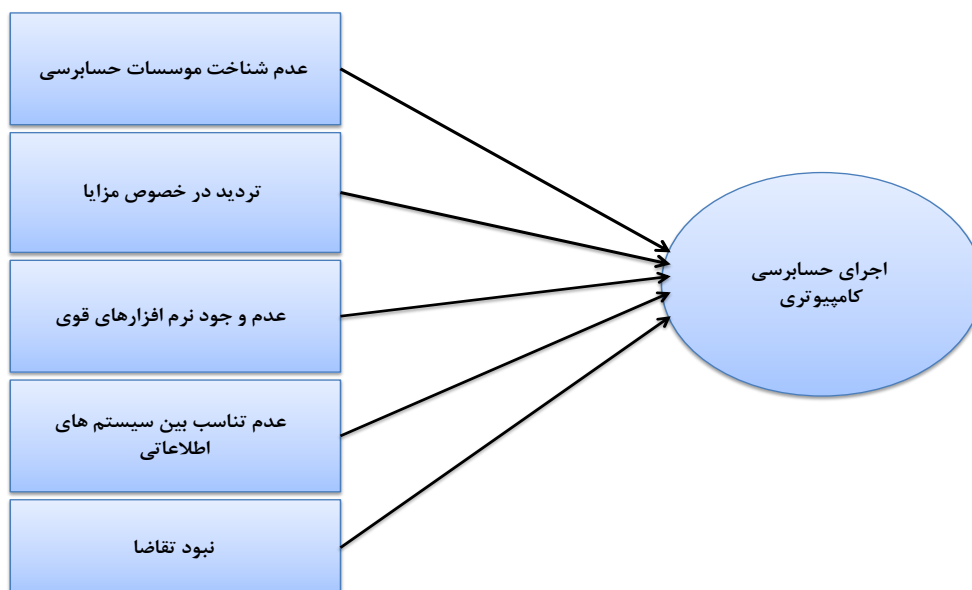 عدم شناخت موسسات حسابرسی
تردید در خصوص مزایا
عدم و جود نرم افزارهای قوی
عدم تناسب بین سیستم های
اطلاعاتی
نبود تقاضا
اجرای حسابرسی
کامپیوتری